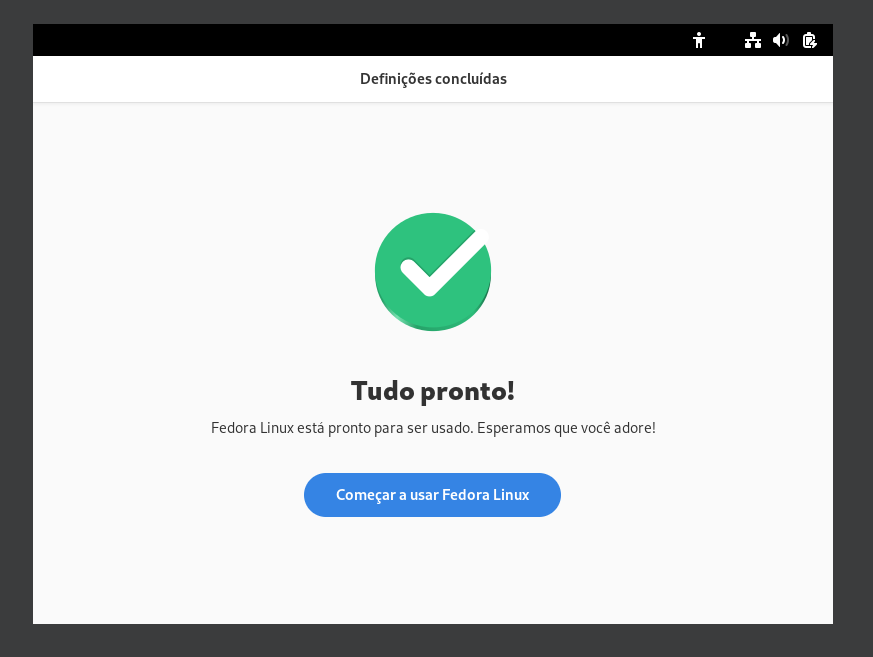 Definições concluídas
Tudo pronto!
Fedora Linux está pronto para ser usado. Esperamos que você adore!
Começar a usar Fedora Linux